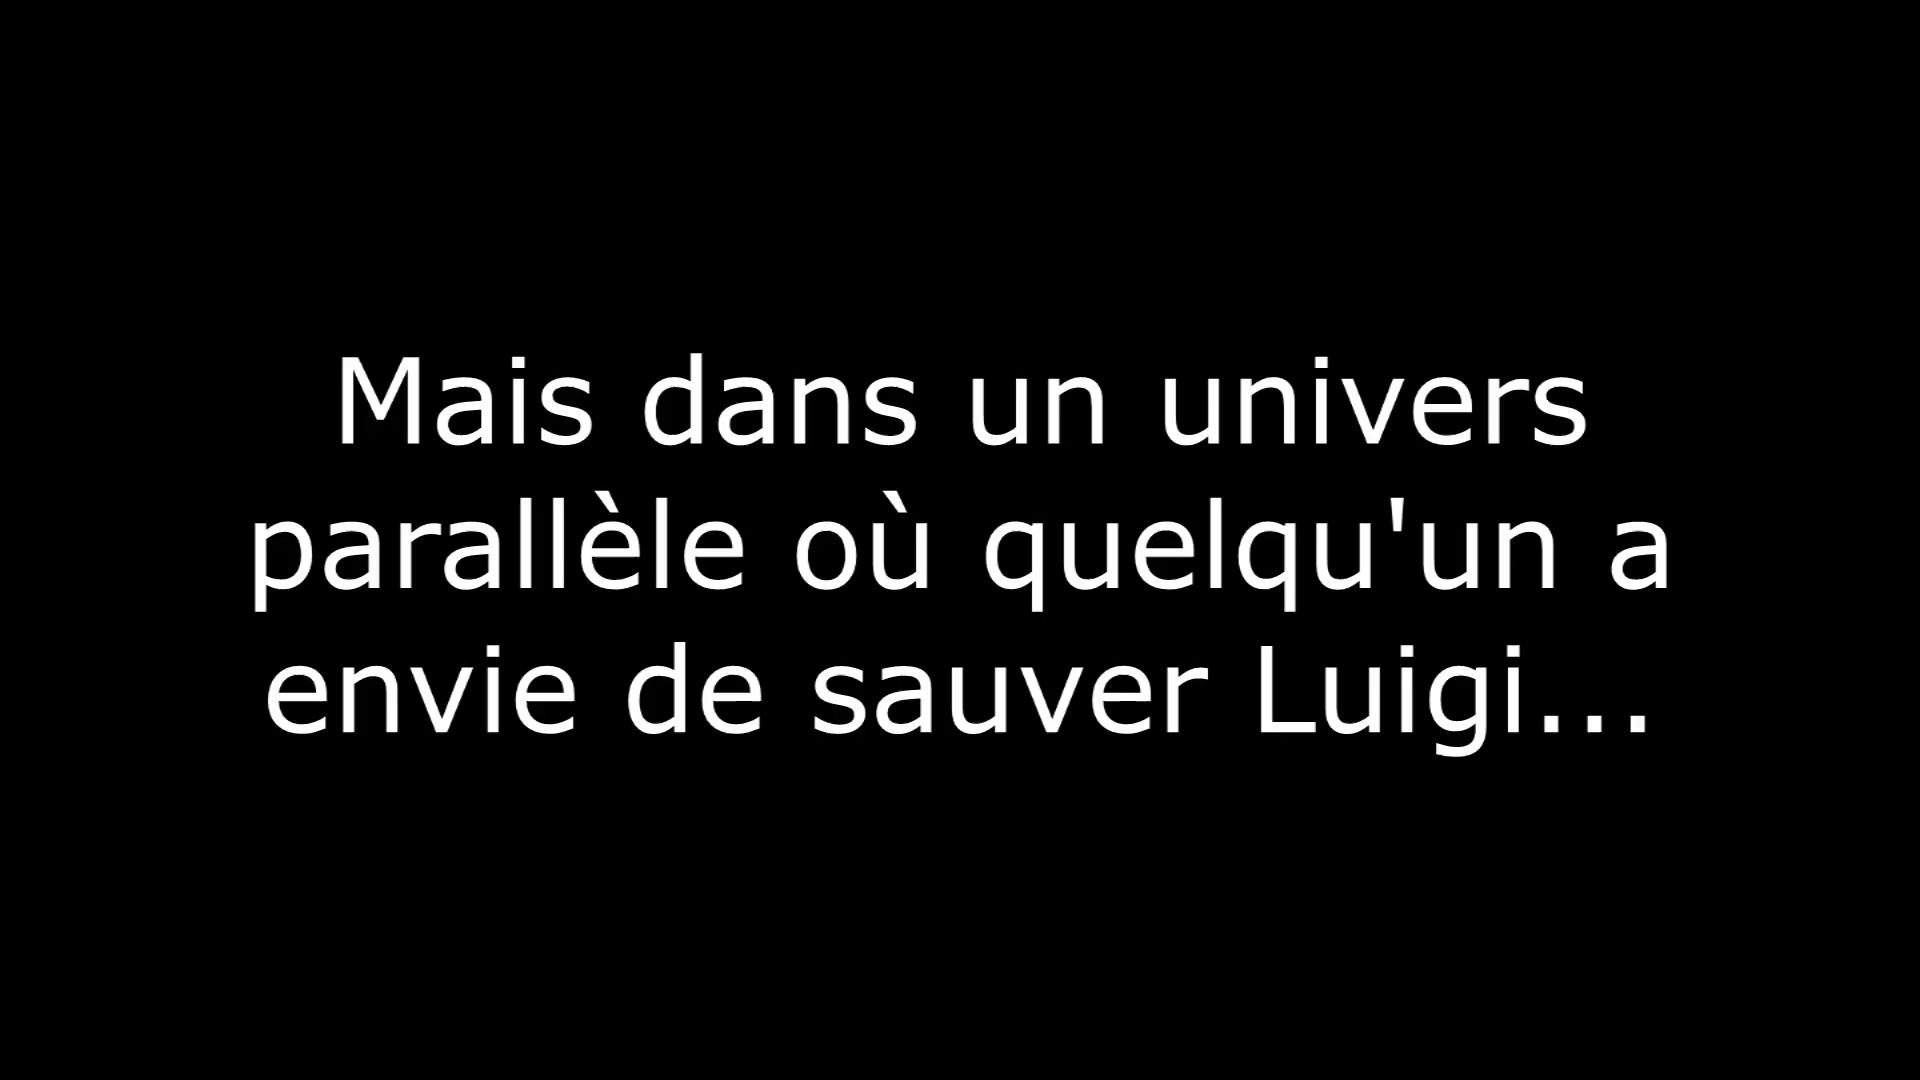 Mais dans un univers
parallèle où quelqu'un a
envie de sauver Luigi...